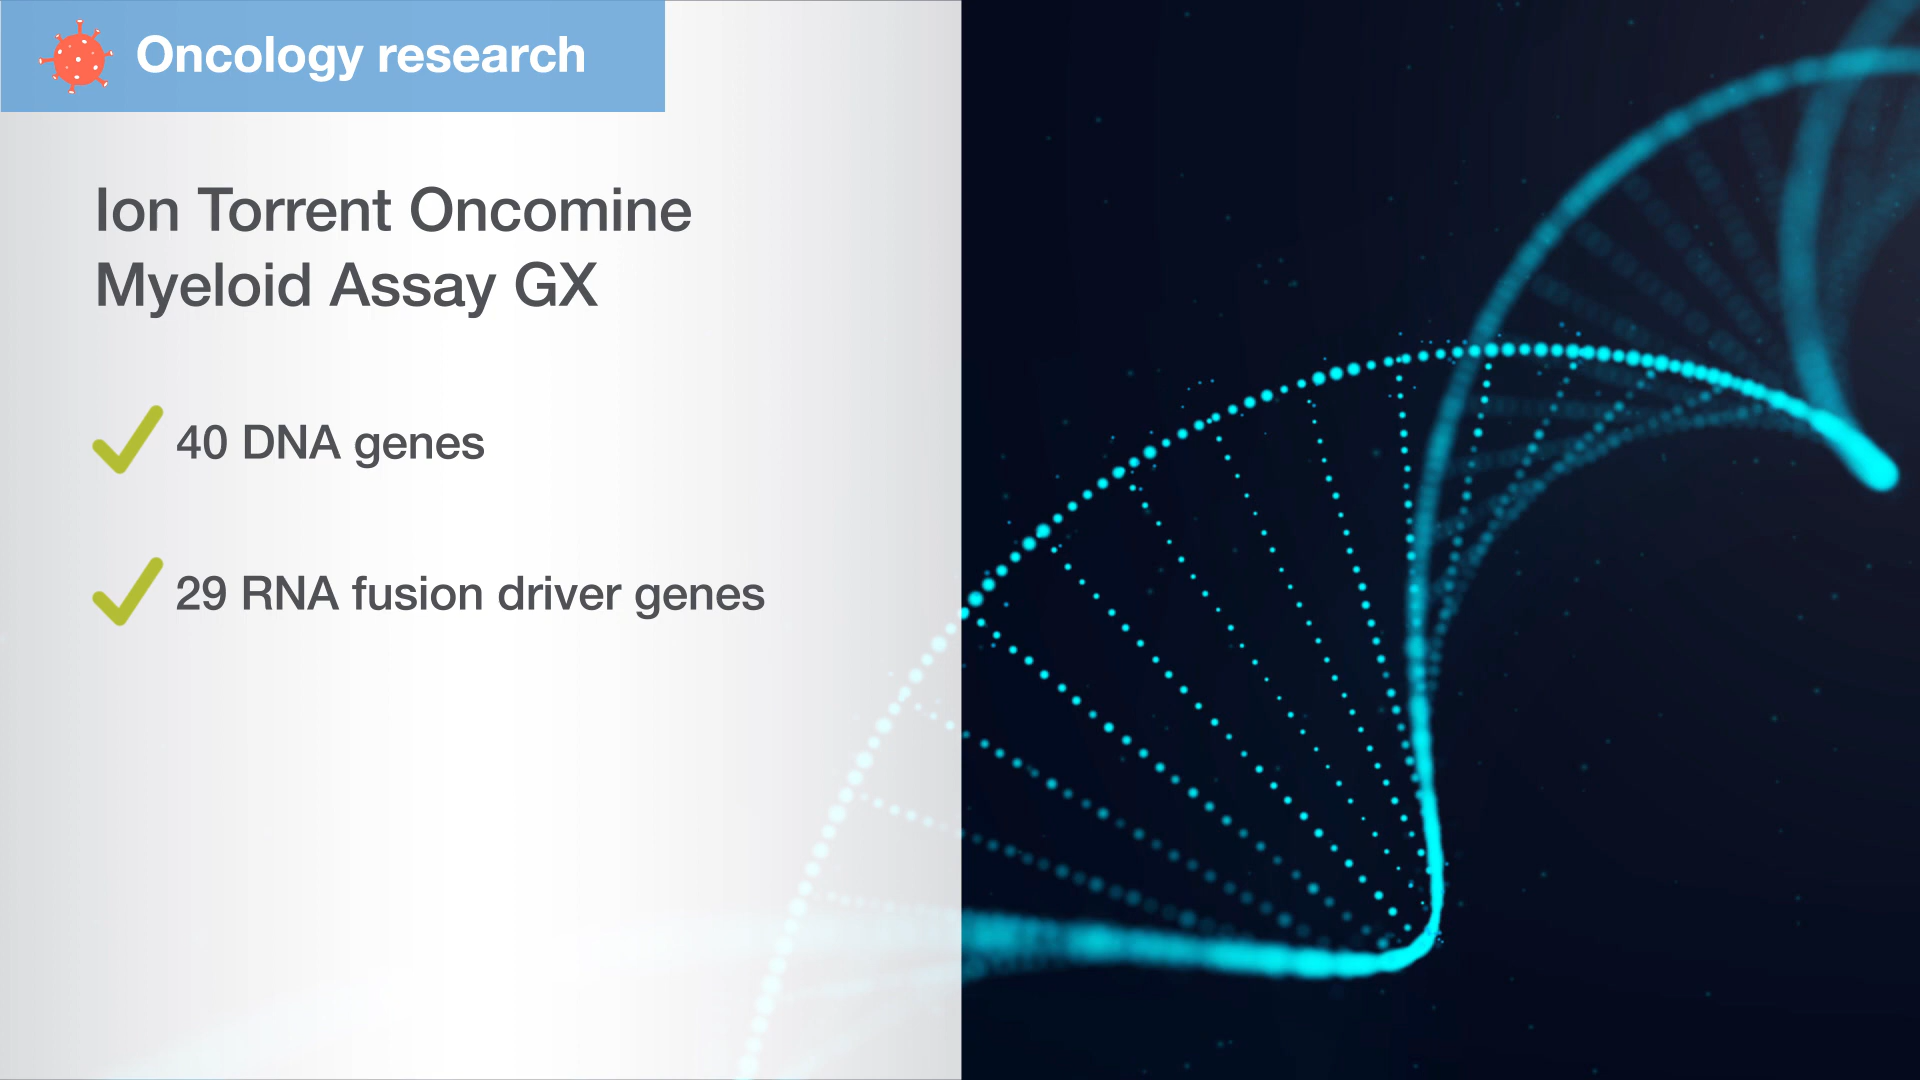 Oncology research
Ion Torrent Oncomine
Myeloid Assay GX
40 DNA genes
29 RNA fusion driver genes